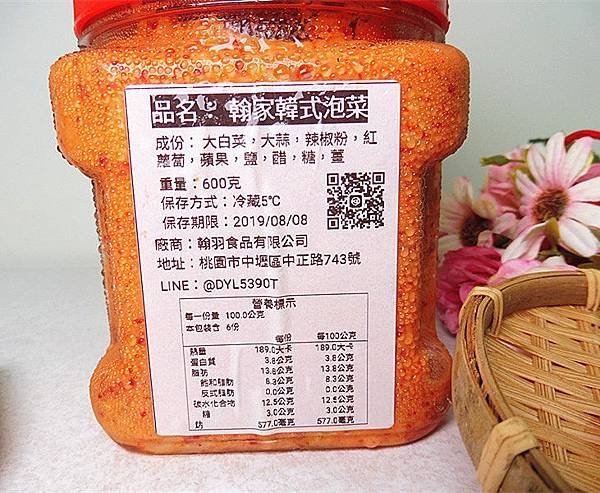 品名： 翰家韓式泡菜
成份： 大白菜，大蒜，辣椒粉，紅
蘿蔔，蘋果，鹽，醋，糖，薑
重量：600克
保存方式：冷藏5℃
保存期限：2019/08/08
廠商：翰羽食品有限公司
地址：桃園市中壢區中正路743號
LINE：@DYL5390T
營養標示
每一份量 100.0公克
本包裝含 6份
每份 每100公克
熱量 189.0大卡 189.0大卡
蛋白質 3.8公克 3.8公克
脂肪 13.8公克 13.8公克
飽和脂肪 8.3公克 8.3公克
反式脂肪 0.0公克 0.0公克
碳水化合物 12.5公克 12.5公克
糖 3.0公克 3.0公克
鈉 577.0毫克 577.0毫克